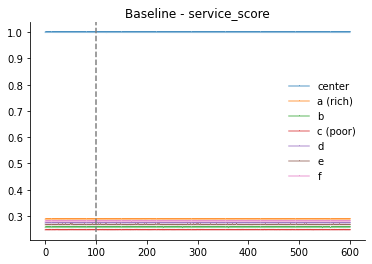 Baseline - service_score
1.0
0.9
0.8
0.7
0.6
0.5
0.4
0.3
center
a (rich)
b
c (poor)
d
e
f
0 100 200 300 400 500 600